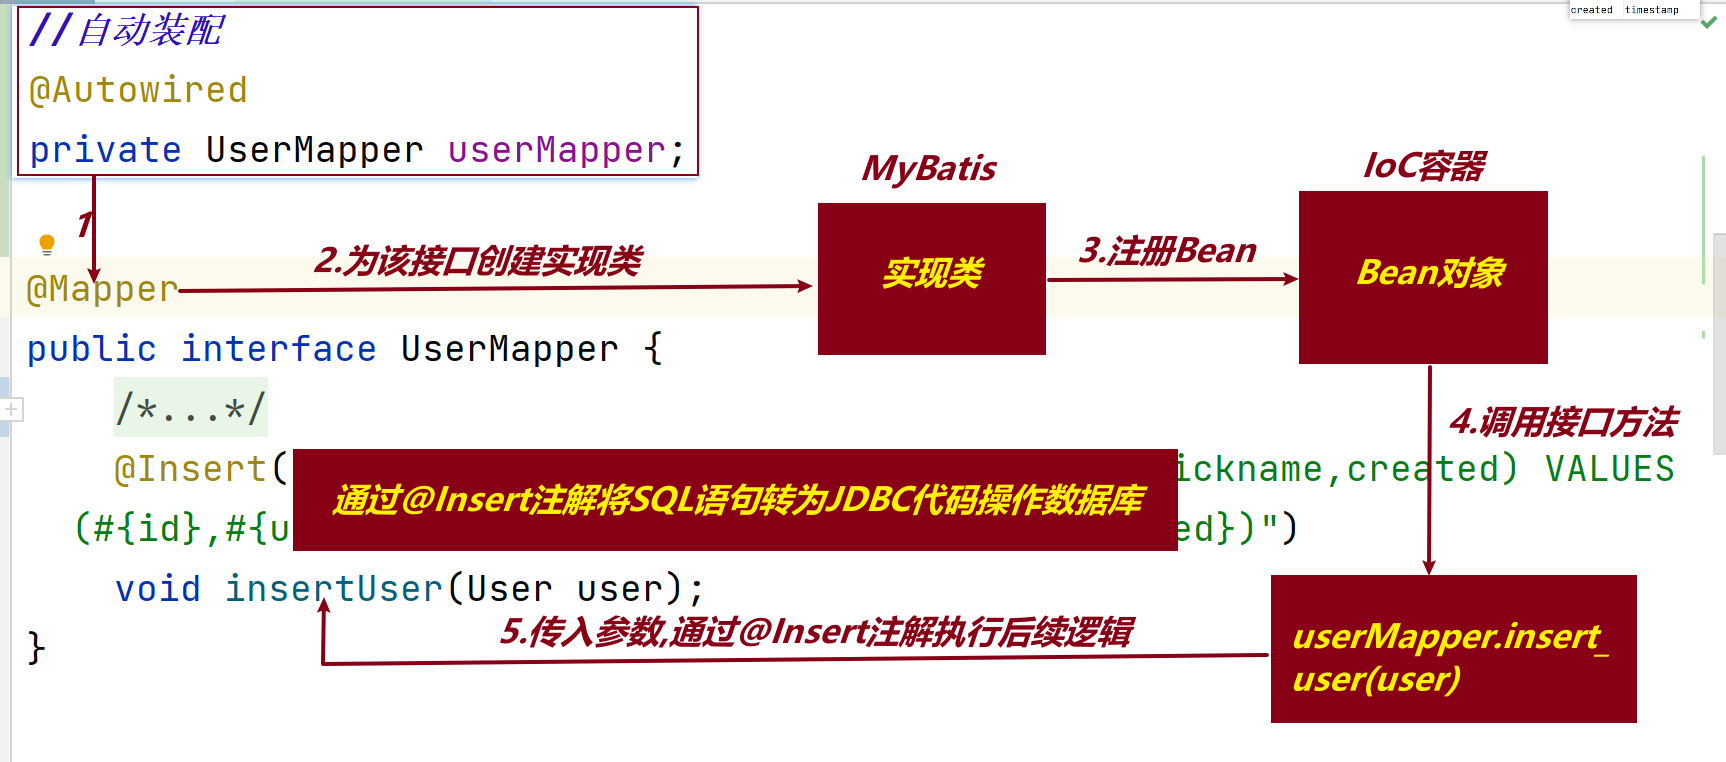 created timestamp
//自动装配
@Autowired
private UserMapper userMapper;
1
MyBatis
IoC容器
2.为该接口创建实现类
实现类
3.注册Bean
Bean对象
@Mapper
public interface UserMapper {
/*...*/
4.调用接口方法
@Insert( ickname,created) VALUES
通过@Insert注解将SQL语句转为JDBC代码操作数据库
(#{id},#{u ed})")
void insertUser(User user);
5.传入参数,通过@Insert注解执行后续逻辑
}
userMapper.insert_
user(user)